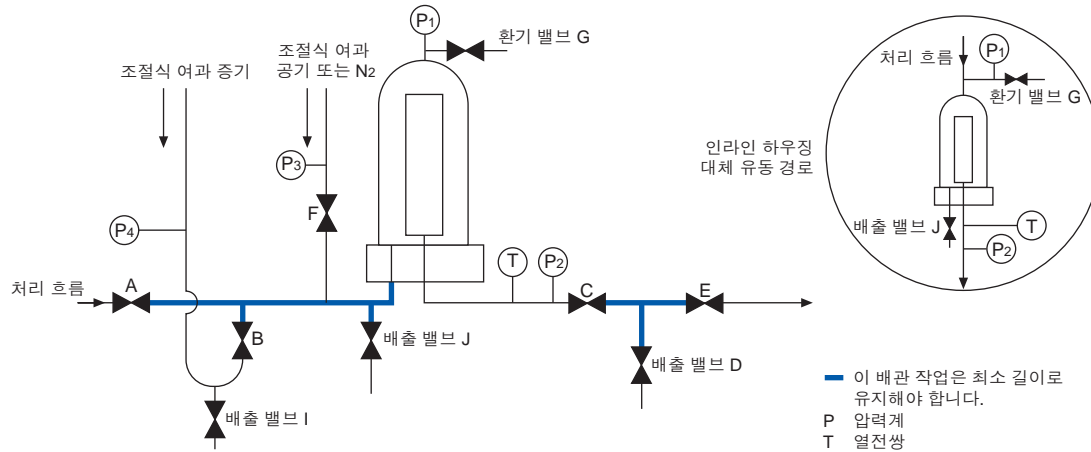 조절식 여과 증기
조절식 여과
공기 또는 N2
P1
환기 밸브 G
P3
F
P4
처리 흐름
A
B
배출 밸브 I
배출 밸브 J
T
P2
C
E
배출 밸브 D
인라인 하우징
대체 유동 경로
처리 흐름
P1
환기 밸브 G
배출 밸브 J
T
P2
이 배관 작업은 최소 길이로
유지해야 합니다.
P 압력계
T 열전쌍